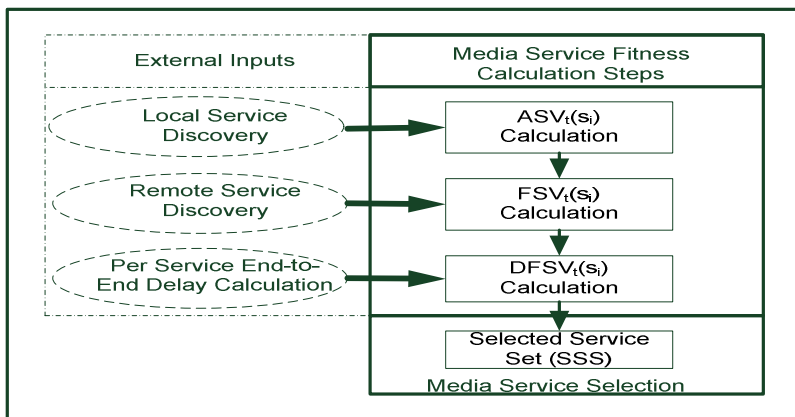 External Inputs
Media Service Fitness
Calculation Steps
Local Service
Discovery
ASVₜ(sᵢ)
Calculation
Remote Service
Discovery
FSVₜ(sᵢ)
Calculation
Per Service End-to-
End Delay Calculation
DFSVₜ(sᵢ)
Calculation
Selected Service
Set (SSS)
Media Service Selection